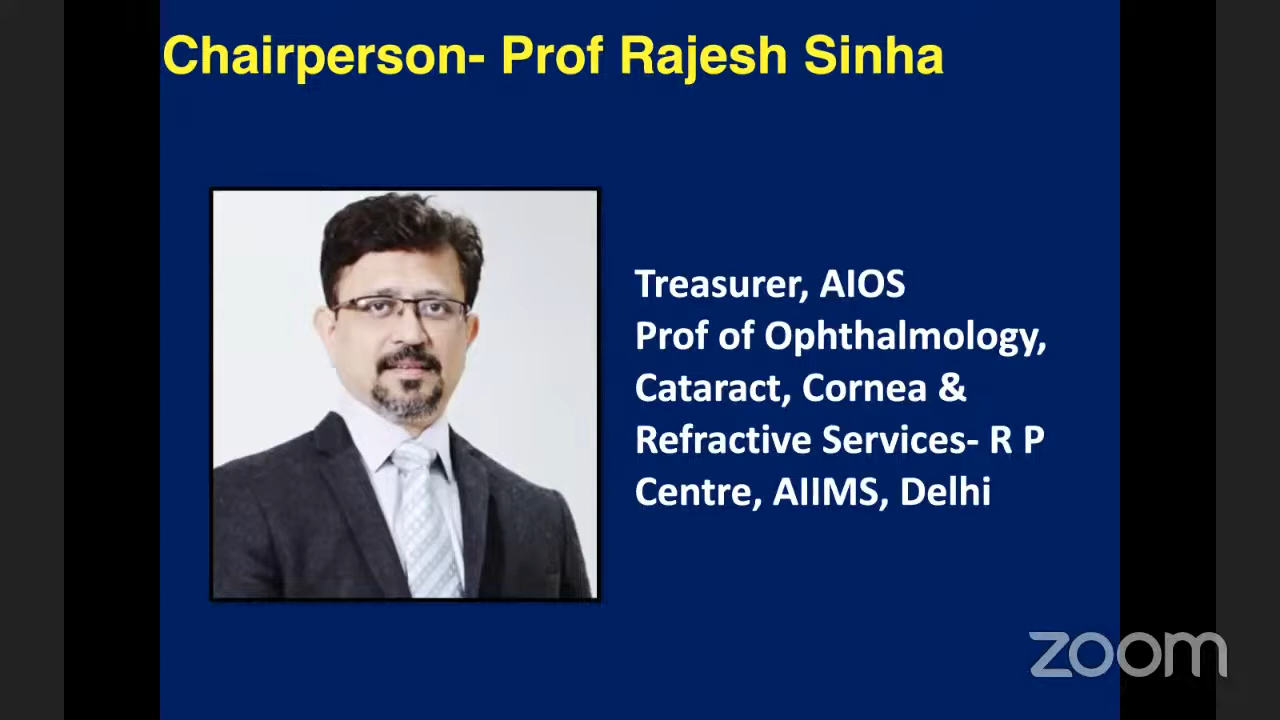 Chairperson- Prof Rajesh Sinha
Treasurer, AIOS
Prof of Ophthalmology,
Cataract, Cornea &
Refractive Services- R P
Centre, AIIMS, Delhi
zoom